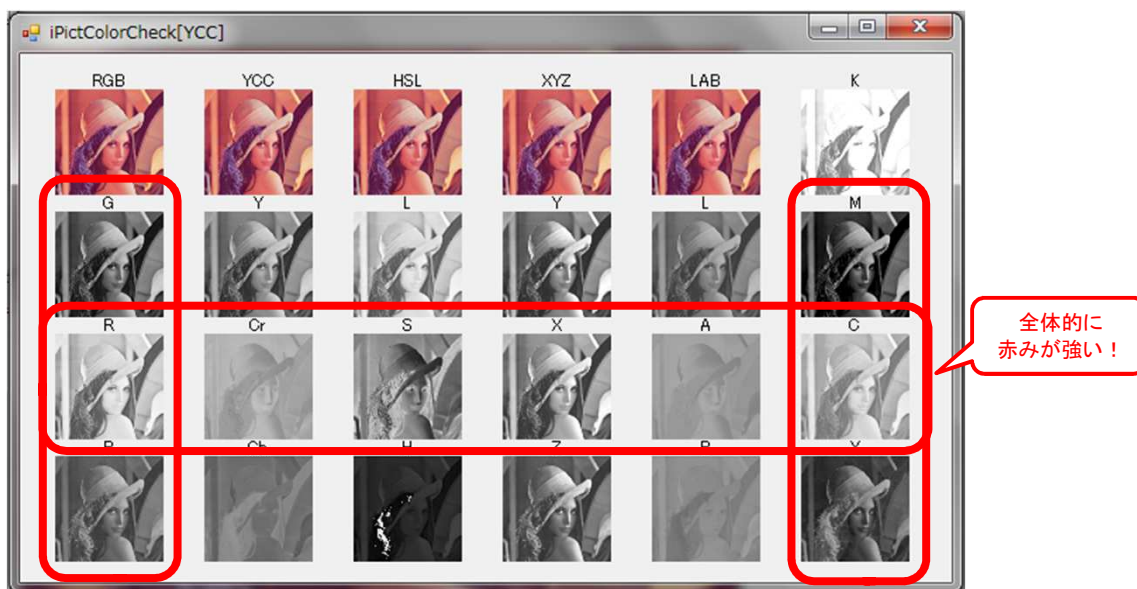 iPictColorCheck[YCC]
RGB YCC HSL XYZ LAB K
G Y L Y L M
R Cr S X A C
全体的に
赤みが強い！
B Cb H Z B Y